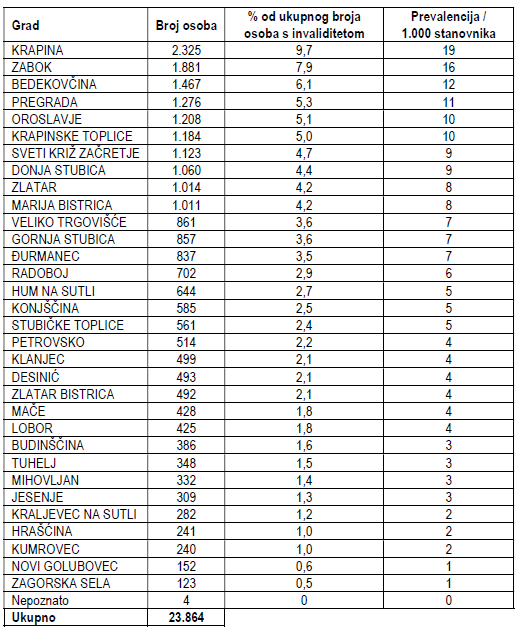 Grad Broj osoba % od ukupnog broja osoba s invaliditetom Prevalencija / 1.000 stanovnika
KRAPINA 2.325 9,7 19
ZABOK 1.881 7,9 16
BEDEKOVČINA 1.467 6,1 12
PREGRADA 1.276 5,3 11
OROSLAVJE 1.208 5,1 10
KRAPINSKE TOPLICE 1.184 5,0 10
SVETI KRIŽ ZAČRETJE 1.123 4,7 9
DONJA STUBICA 1.060 4,4 9
ZLATAR 1.014 4,2 8
MARIJA BISTRICA 1.011 4,2 8
VELIKO TRGOVIŠĆE 861 3,6 7
GORNJA STUBICA 857 3,6 7
ĐURMANEC 837 3,5 7
RADOBOJ 702 2,9 6
HUM NA SUTLI 644 2,7 5
KONJŠČINA 585 2,5 5
STUBIČKE TOPLICE 561 2,4 5
PETROVSKO 514 2,2 4
KLANJEC 499 2,1 4
DESINIĆ 493 2,1 4
ZLATAR BISTRICA 492 2,1 4
MAČE 428 1,8 4
LOBOR 425 1,8 4
BUDINŠČINA 386 1,6 3
TUHELJ 348 1,5 3
MIHOVLJAN 332 1,4 3
JESENJE 309 1,3 3
KRALJEVEC NA SUTLI 282 1,2 2
HRAŠĆINA 241 1,0 2
KUMROVEC 240 1,0 2
NOVI GOLUBOVEC 152 0,6 1
ZAGORSKA SELA 123 0,5 1
Nepoznato 4 0 0
Ukupno 23.864